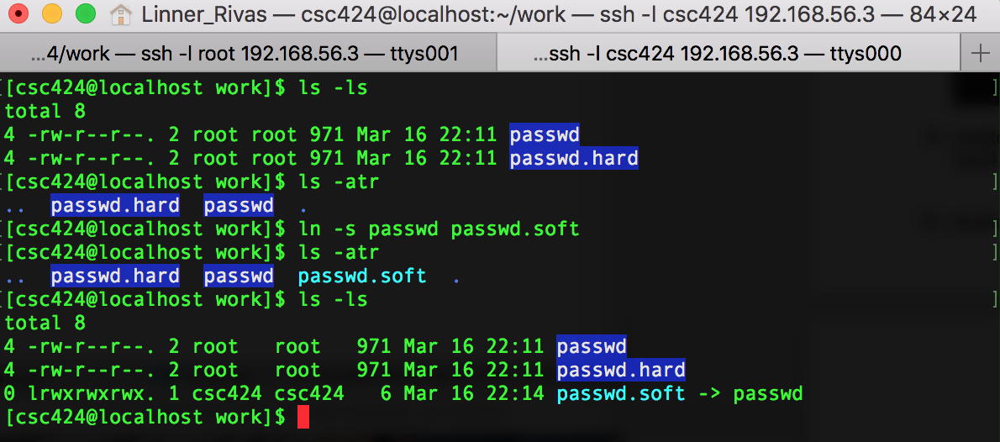 Linner_Rivas — csc424@localhost:~/work — ssh -l csc424 192.168.56.3 — 84×24
...4/work — ssh -l root 192.168.56.3 — ttys001 ...ssh -l csc424 192.168.56.3 — ttys000 +
[csc424@localhost work]$ ls -ls ]
total 8
4 -rw-r--r--. 2 root root 971 Mar 16 22:11 passwd
4 -rw-r--r--. 2 root root 971 Mar 16 22:11 passwd.hard
[csc424@localhost work]$ ls -atr ]
..  passwd.hard  passwd  .
[csc424@localhost work]$ ln -s passwd passwd.soft ]
[csc424@localhost work]$ ls -atr ]
..  passwd.hard  passwd  passwd.soft  .
[csc424@localhost work]$ ls -ls ]
total 8
4 -rw-r--r--. 2 root   root   971 Mar 16 22:11 passwd
4 -rw-r--r--. 2 root   root   971 Mar 16 22:11 passwd.hard
0 lrwxrwxrwx. 1 csc424 csc424   6 Mar 16 22:14 passwd.soft -> passwd
[csc424@localhost work]$